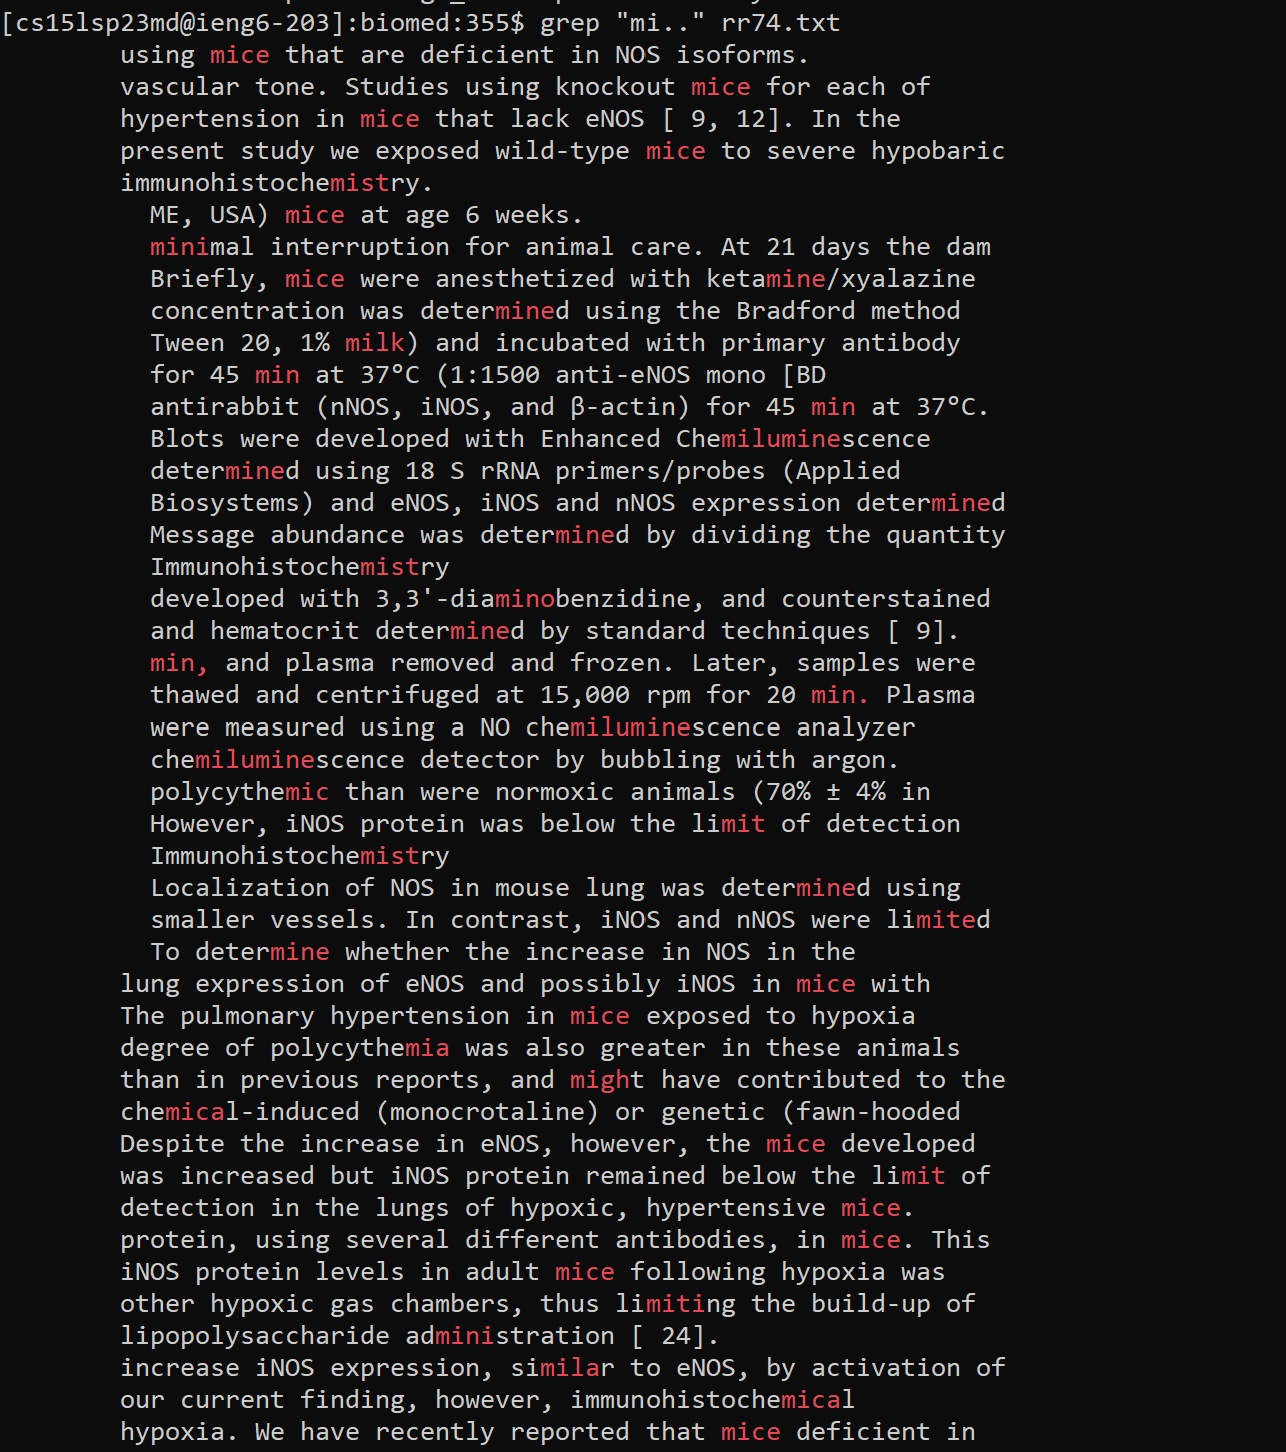 [cs15lsp23md@ieng6-203]:biomed:355$ grep "mi.." rr74.txt
using mice that are deficient in NOS isoforms.
vascular tone. Studies using knockout mice for each of
hypertension in mice that lack eNOS [ 9, 12]. In the
present study we exposed wild-type mice to severe hypobaric
immunohistochemistry.
ME, USA) mice at age 6 weeks.
minimal interruption for animal care. At 21 days the dam
Briefly, mice were anesthetized with ketamine/xyalazine
concentration was determined using the Bradford method
Tween 20, 1% milk) and incubated with primary antibody
for 45 min at 37°C (1:1500 anti-eNOS mono [BD
antirabbit (nNOS, iNOS, and β-actin) for 45 min at 37°C.
Blots were developed with Enhanced Chemiluminescence
determined using 18 S rRNA primers/probes (Applied
Biosystems) and eNOS, iNOS and nNOS expression determined
Message abundance was determined by dividing the quantity
Immunohistochemistry
developed with 3,3'-diaminobenzidine, and counterstained
and hematocrit determined by standard techniques [ 9].
min, and plasma removed and frozen. Later, samples were
thawed and centrifuged at 15,000 rpm for 20 min. Plasma
were measured using a NO chemiluminescence analyzer
chemiluminescence detector by bubbling with argon.
polycythemic than were normoxic animals (70% ± 4% in
However, iNOS protein was below the limit of detection
Immunohistochemistry
Localization of NOS in mouse lung was determined using
smaller vessels. In contrast, iNOS and nNOS were limited
To determine whether the increase in NOS in the
lung expression of eNOS and possibly iNOS in mice with
The pulmonary hypertension in mice exposed to hypoxia
degree of polycythemia was also greater in these animals
than in previous reports, and might have contributed to the
chemical-induced (monocrotaline) or genetic (fawn-hooded
Despite the increase in eNOS, however, the mice developed
was increased but iNOS protein remained below the limit of
detection in the lungs of hypoxic, hypertensive mice.
protein, using several different antibodies, in mice. This
iNOS protein levels in adult mice following hypoxia was
other hypoxic gas chambers, thus limiting the build-up of
lipopolysaccharide administration [ 24].
increase iNOS expression, similar to eNOS, by activation of
our current finding, however, immunohistochemical
hypoxia. We have recently reported that mice deficient in